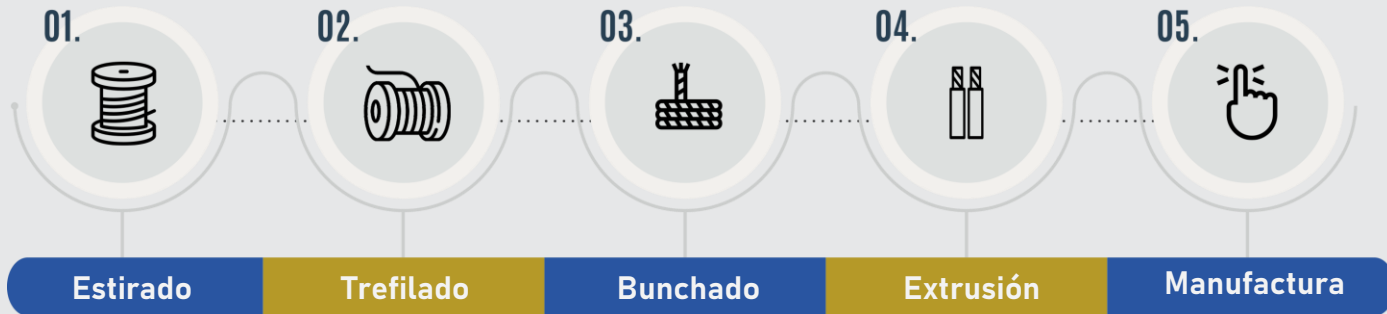 01.
02.
03.
04.
05.
Estirado
Trefilado
Bunchado
Extrusión
Manufactura